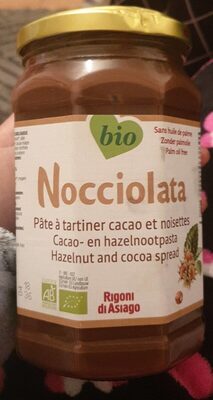 bio
Sans huile de palme
Zonder palmolie
Palm oil free
Nocciolata
Pâte à tartiner cacao et noisettes
Cacao- en hazelnootpasta
Hazelnut and cocoa spread
AB
Rigoni
di Asiago